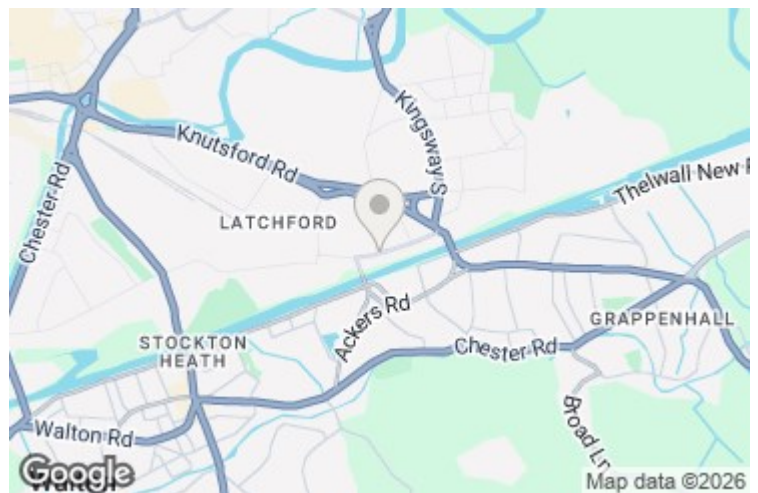 Kingsway S
Knutsford Rd
Thelwall New R
Chester Rd
LATCHFORD
Ackers Rd
GRAPPENHALL
STOCKTON
HEATH
Chester Rd
Broad Ln
Walton Rd
Walton
Google
Map data ©2026